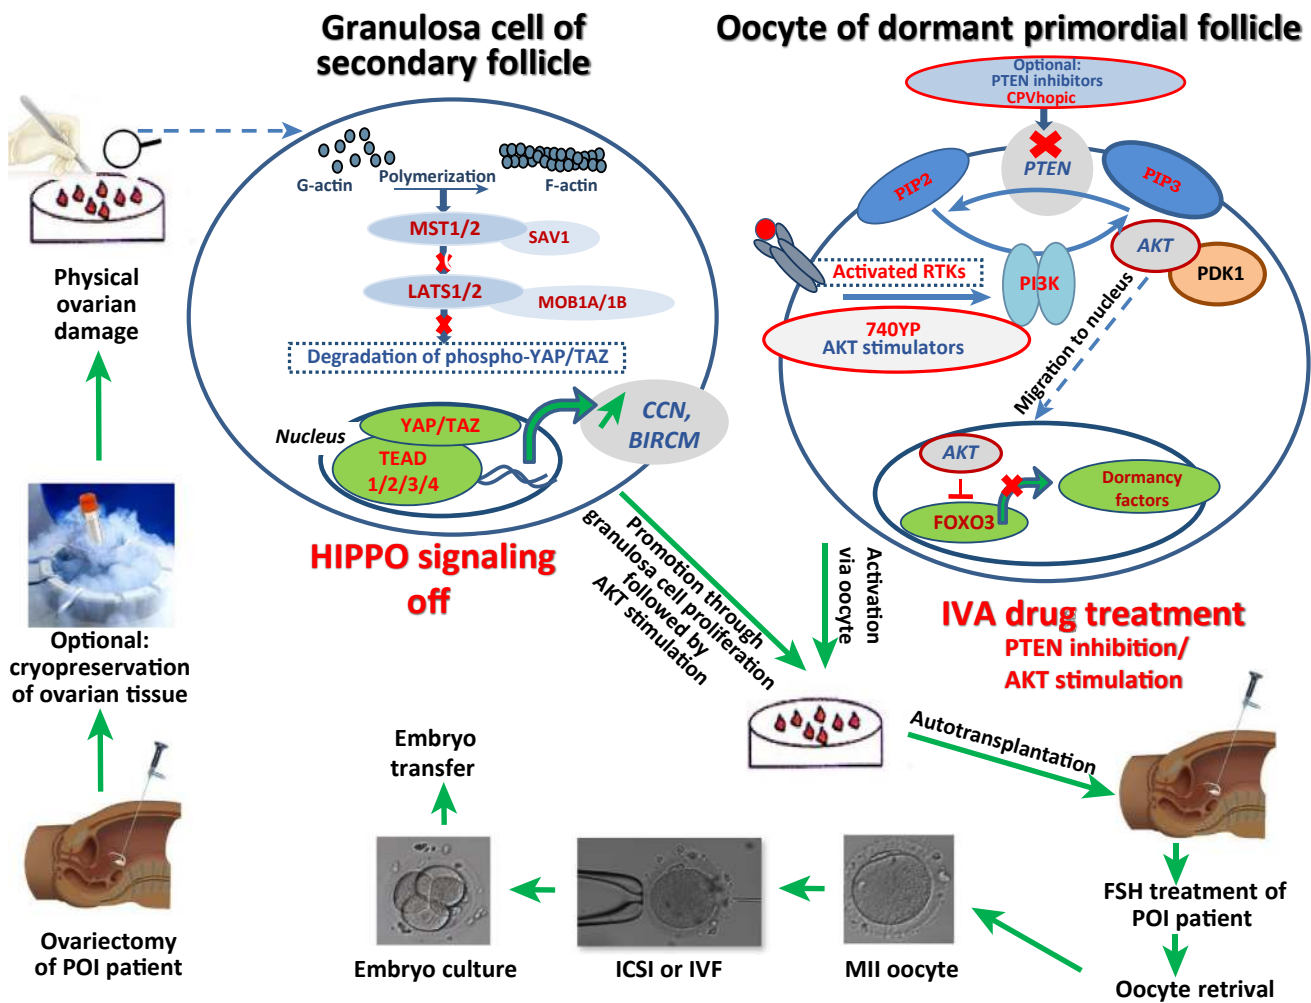 Granulosa cell of
secondary follicle
Oocyte of dormant primordial follicle
Optional:
PTEN inhibitors
CPVhopic
PTEN
PIP2
PIP3
AKT
PDK1
Activated RTKs
PI3K
740YP
AKT stimulators
Migration to nucleus
AKT
FOXO3
Dormancy
factors
G-actin
Polymerization
F-actin
MST1/2
SAV1
LATS1/2
MOB1A/1B
Degradation of phospho-YAP/TAZ
Nucleus
YAP/TAZ
TEAD
1/2/3/4
CCN,
BIRCM
HIPPO signaling
off
Physical
ovarian
damage
Optional:
cryopreservation
of ovarian tissue
Ovariectomy
of POI patient
Promotion through
granulosa cell proliferation
followed by
AKT stimulation
Activation
via oocyte
IVA drug treatment
PTEN inhibition/
AKT stimulation
Autotransplantation
FSH treatment of
POI patient
Oocyte retrival
MII oocyte
ICSI or IVF
Embryo culture
Embryo
transfer